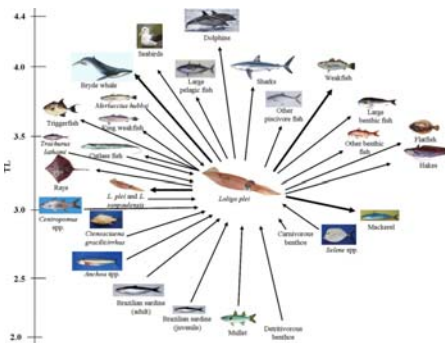 4.4
Dolphins
Seabirds
4.0
Bryde whale
Large
pelagic fish
Sharks
Weakfish
Merluccius hubbsi
Other
piscivore fish
Large
benthic fish
Triggerfish
King weakfish
Flatfish
3.5
Trachurus
lathami
Cutlass fish
Other benthic
fish
Hakes
TL
Rays
L. plei and L.
sanpaulensis
Loligo plei
3.0
Centropomus
spp.
Mackerel
Ctenosciaena
gracilicirrhus
Carnivorous
benthos
Selene spp.
Anchoa spp.
2.5
Brazilian sardine
(adult)
Brazilian sardine
(juvenile)
Mullet
Detritivorous
benthos
2.0